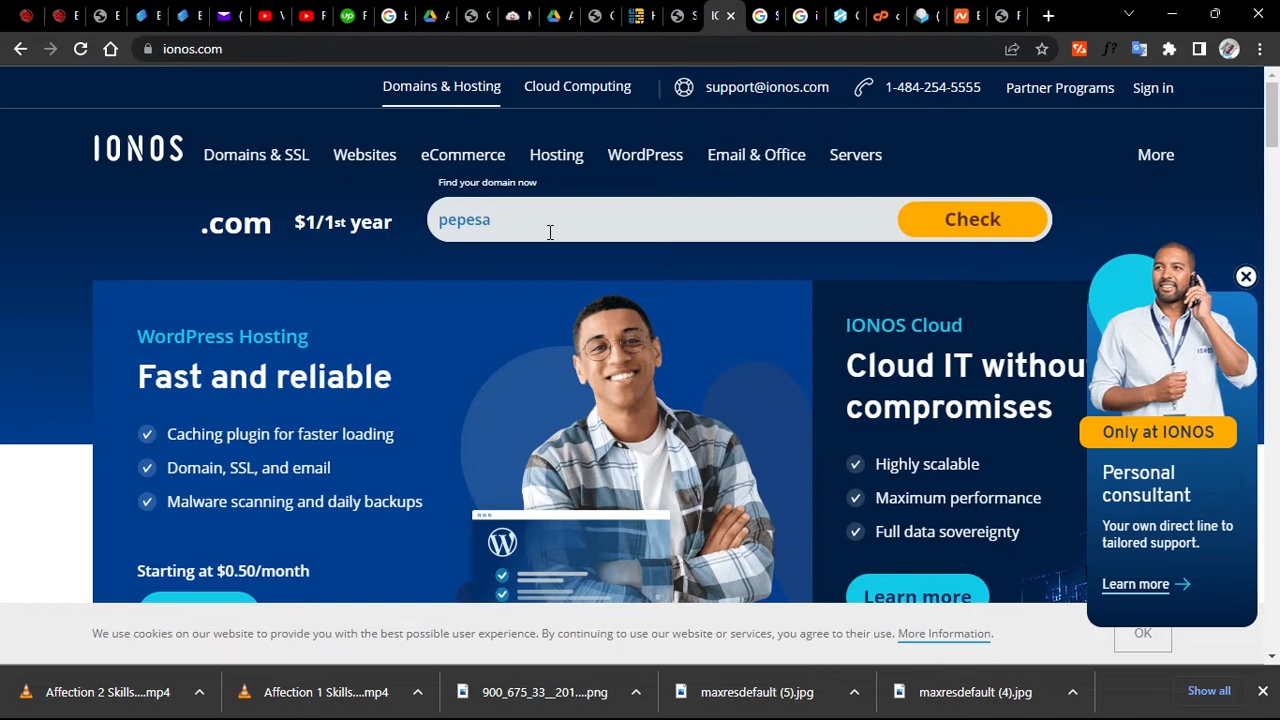 ionos.com
Domains & Hosting
Cloud Computing
support@ionos.com
1-484-254-5555
Partner Programs
Sign in
IONOS
Domains & SSL
Websites
eCommerce
Hosting
WordPress
Email & Office
Servers
More
Find your domain now
.com
$1/1st year
pepesa
Check
WordPress Hosting
Fast and reliable
Caching plugin for faster loading
Domain, SSL, and email
Malware scanning and daily backups
Starting at $0.50/month
IONOS Cloud
Cloud IT withou
compromises
Highly scalable
Maximum performance
Full data sovereignty
Learn more
Only at IONOS
Personal
consultant
Your own direct line to
tailored support.
Learn more
We use cookies on our website to provide you with the best possible user experience. By continuing to use our website or services, you agree to their use. More Information.
OK
Affection 2 Skills....mp4
Affection 1 Skills....mp4
900_675_33__201....png
maxresdefault (5).jpg
maxresdefault (4).jpg
Show all